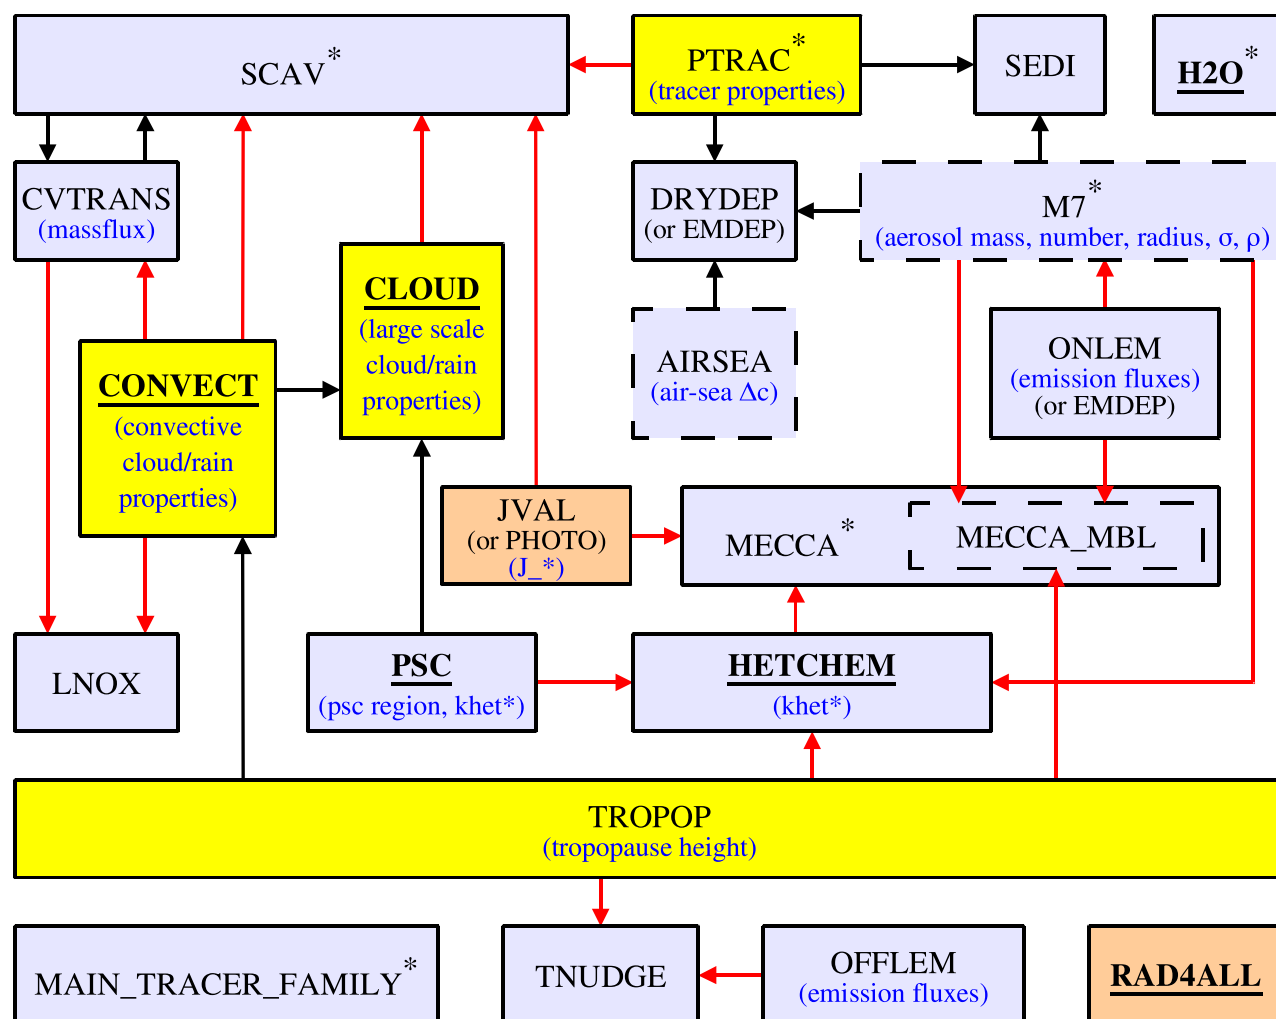 SCAV*
PTRAC*
(tracer properties)
SEDI
H2O*
CVTRANS
(massflux)
DRYDEP
(or EMDEP)
M7*
(aerosol mass, number, radius, σ, ρ)
CLOUD
(large scale
cloud/rain
properties)
CONVECT
(convective
cloud/rain
properties)
AIRSEA
(air-sea Δc)
ONLEM
(emission fluxes)
(or EMDEP)
JVAL
(or PHOTO)
(J_*)
MECCA*
MECCA_MBL
LNOX
PSC
(psc region, khet*)
HETCHEM
(khet*)
TROPOP
(tropopause height)
MAIN_TRACER_FAMILY*
TNUDGE
OFFLEM
(emission fluxes)
RAD4ALL